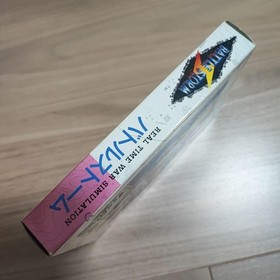 BATTLE STORM
REAL TIME WAR SIMULATION
バトルストーム